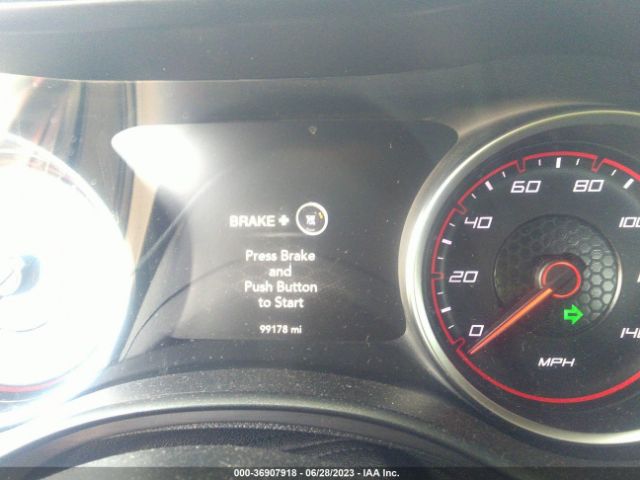 BRAKE +
Press Brake
and
Push Button
to Start
99178 mi
0
20
40
60
80
100
MPH
000-36907918 | 06/28/2023 - IAA Inc.